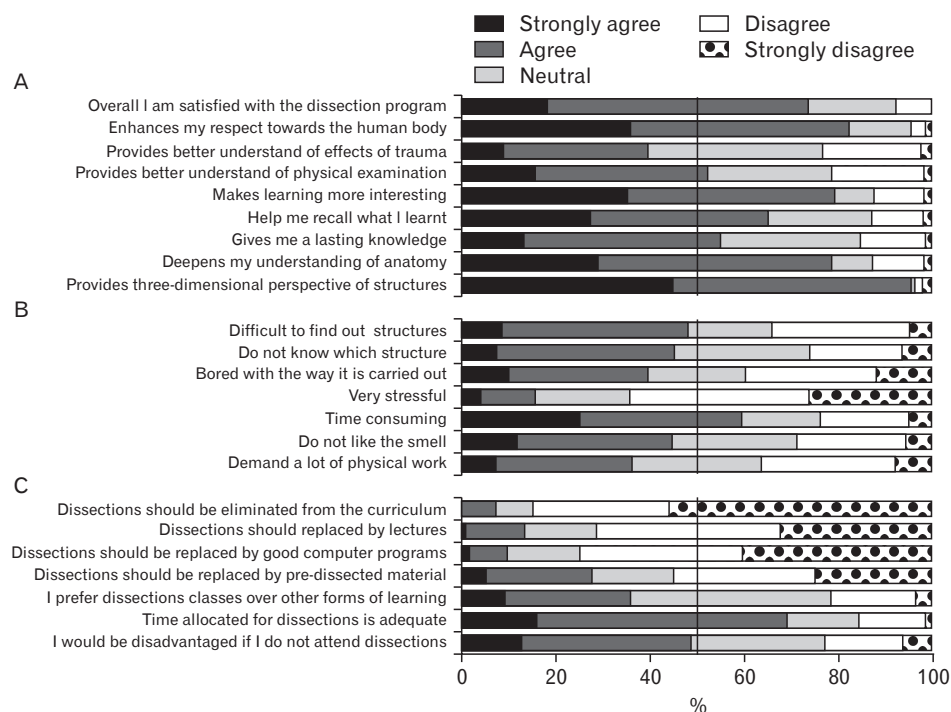 Strongly agree
Agree
Neutral
Disagree
Strongly disagree
A
Overall I am satisfied with the dissection program
Enhances my respect towards the human body
Provides better understand of effects of trauma
Provides better understand of physical examination
Makes learning more interesting
Help me recall what I learnt
Gives me a lasting knowledge
Deepens my understanding of anatomy
Provides three-dimensional perspective of structures
B
Difficult to find out structures
Do not know which structure
Bored with the way it is carried out
Very stressful
Time consuming
Do not like the smell
Demand a lot of physical work
C
Dissections should be eliminated from the curriculum
Dissections should replaced by lectures
Dissections should be replaced by good computer programs
Dissections should be replaced by pre-dissected material
I prefer dissections classes over other forms of learning
Time allocated for dissections is adequate
I would be disadvantaged if I do not attend dissections
0 20 40 60 80 100
%